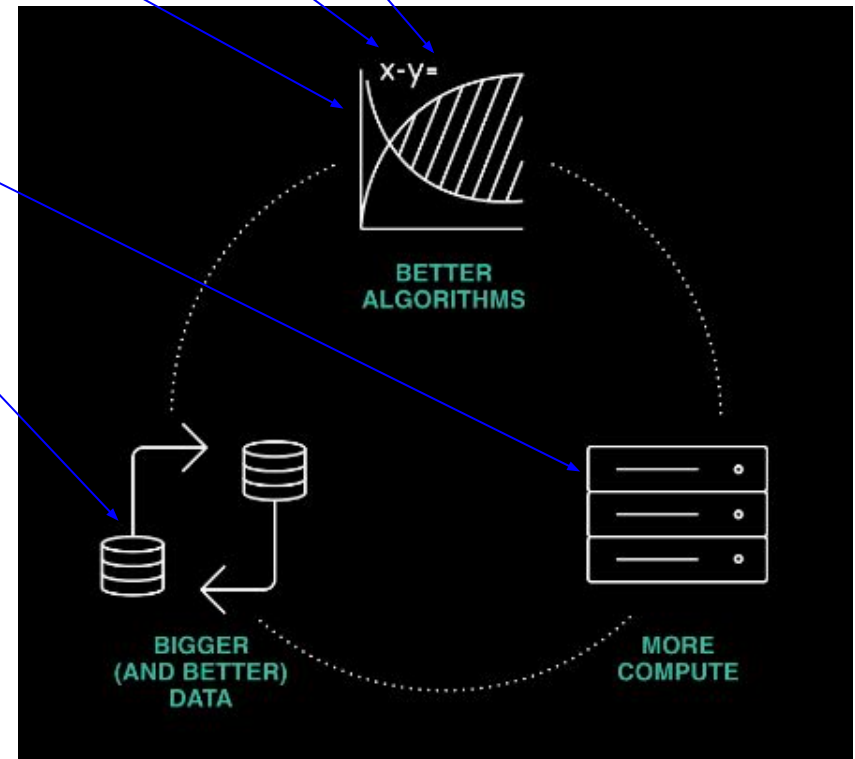 x-y=
BETTER
ALGORITHMS
BIGGER
(AND BETTER)
DATA
MORE
COMPUTE